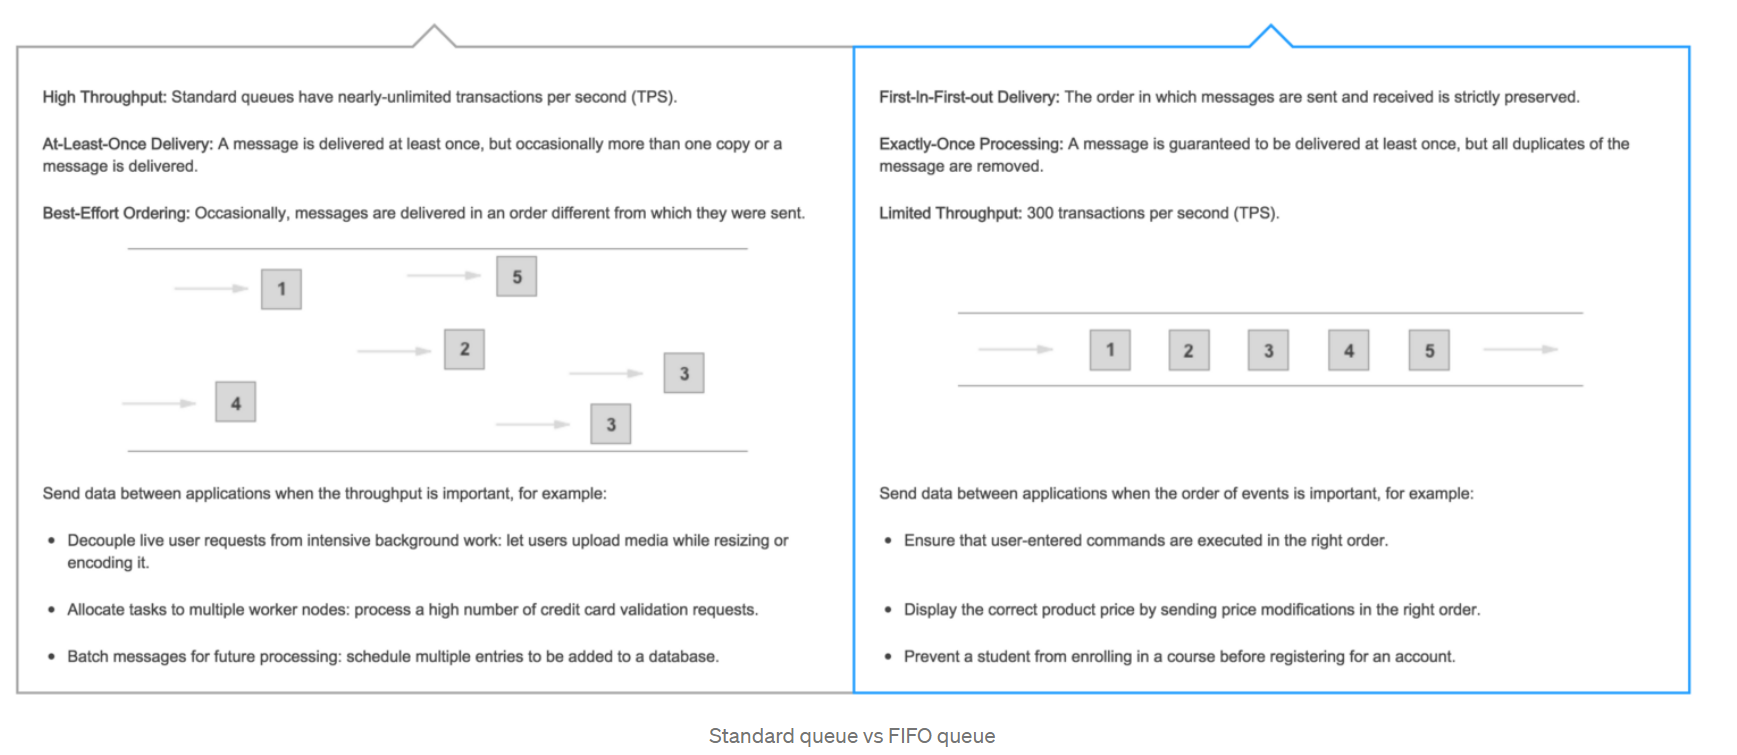 High Throughput: Standard queues have nearly-unlimited transactions per second (TPS).
At-Least-Once Delivery: A message is delivered at least once, but occasionally more than one copy or a
message is delivered.
Best-Effort Ordering: Occasionally, messages are delivered in an order different from which they were sent.
1
5
2
3
4
3
Send data between applications when the throughput is important, for example:
• Decouple live user requests from intensive background work: let users upload media while resizing or
encoding it.
• Allocate tasks to multiple worker nodes: process a high number of credit card validation requests.
• Batch messages for future processing: schedule multiple entries to be added to a database.
First-In-First-out Delivery: The order in which messages are sent and received is strictly preserved.
Exactly-Once Processing: A message is guaranteed to be delivered at least once, but all duplicates of the
message are removed.
Limited Throughput: 300 transactions per second (TPS).
1 2 3 4 5
Send data between applications when the order of events is important, for example:
• Ensure that user-entered commands are executed in the right order.
• Display the correct product price by sending price modifications in the right order.
• Prevent a student from enrolling in a course before registering for an account.
Standard queue vs FIFO queue